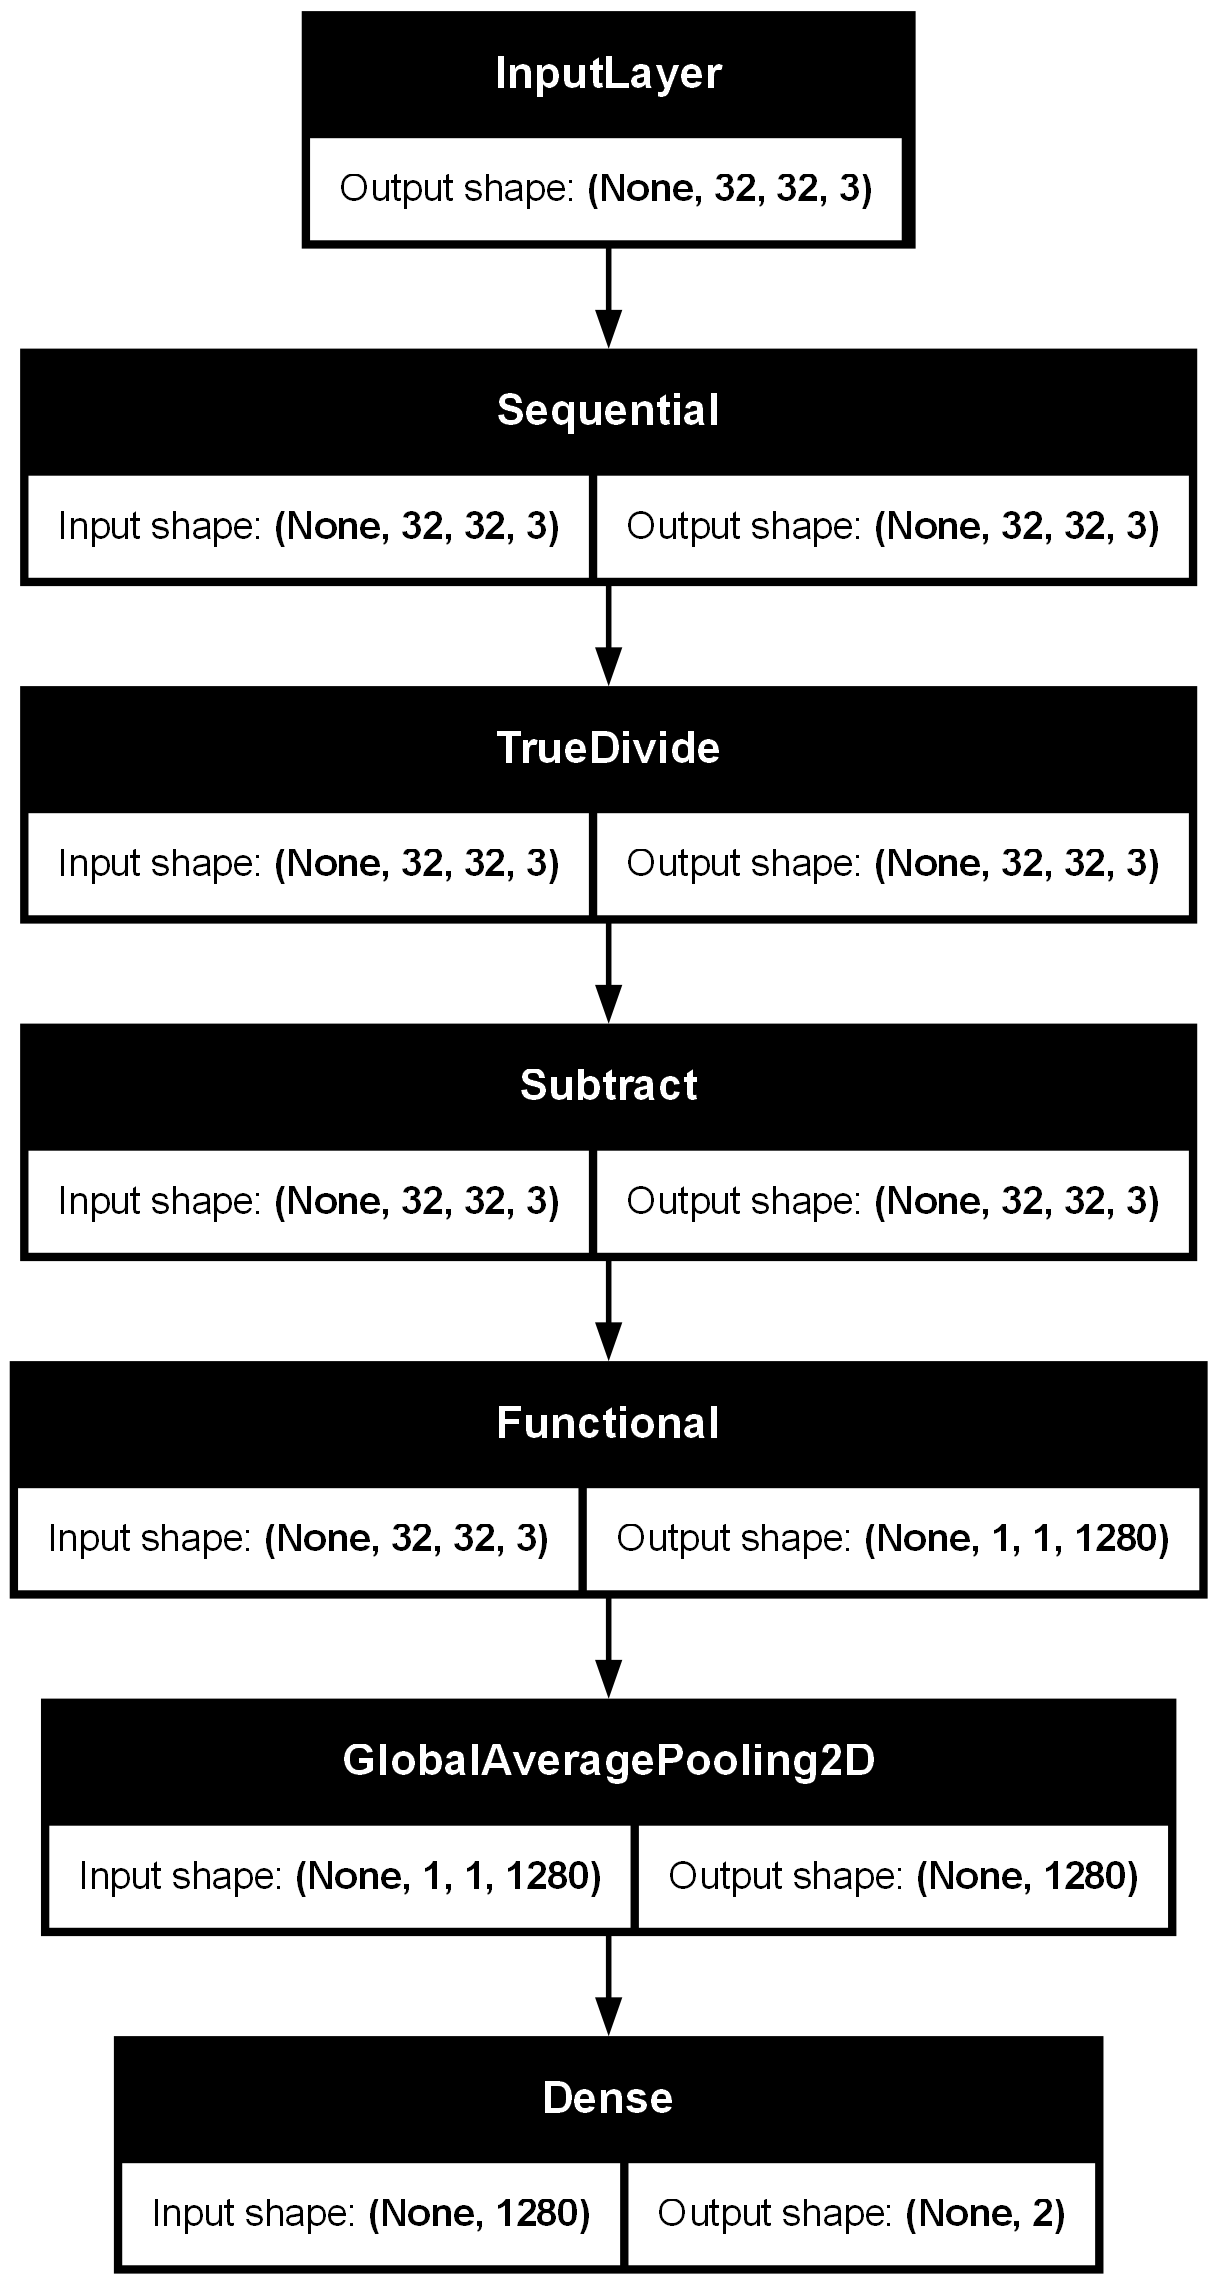 InputLayer
Output shape: (None, 32, 32, 3)
Sequential
Input shape: (None, 32, 32, 3) Output shape: (None, 32, 32, 3)
TrueDivide
Input shape: (None, 32, 32, 3) Output shape: (None, 32, 32, 3)
Subtract
Input shape: (None, 32, 32, 3) Output shape: (None, 32, 32, 3)
Functional
Input shape: (None, 32, 32, 3) Output shape: (None, 1, 1, 1280)
GlobalAveragePooling2D
Input shape: (None, 1, 1, 1280) Output shape: (None, 1280)
Dense
Input shape: (None, 1280) Output shape: (None, 2)